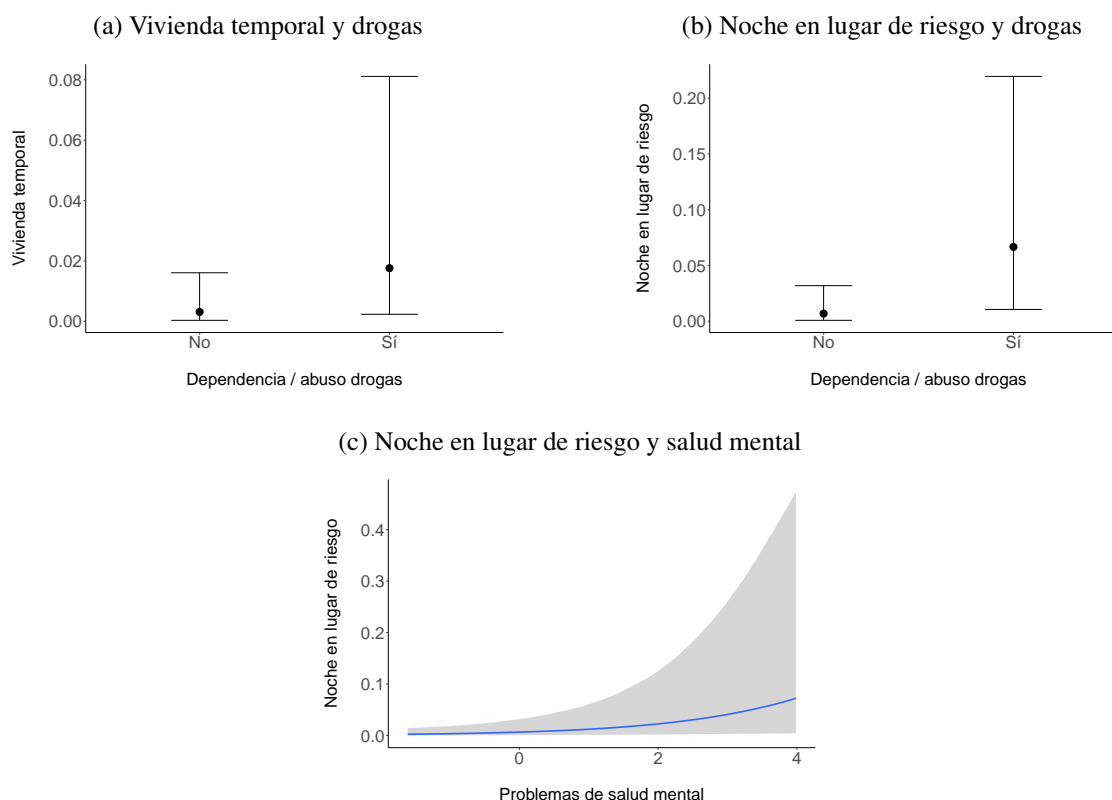 (a) Vivienda temporal y drogas
Vivienda temporal
0.08
0.06
0.04
0.02
0.00
No Sí
Dependencia / abuso drogas
(b) Noche en lugar de riesgo y drogas
Noche en lugar de riesgo
0.20
0.15
0.10
0.05
0.00
No Sí
Dependencia / abuso drogas
(c) Noche en lugar de riesgo y salud mental
Noche en lugar de riesgo
0.4
0.3
0.2
0.1
0.0
0 2 4
Problemas de salud mental